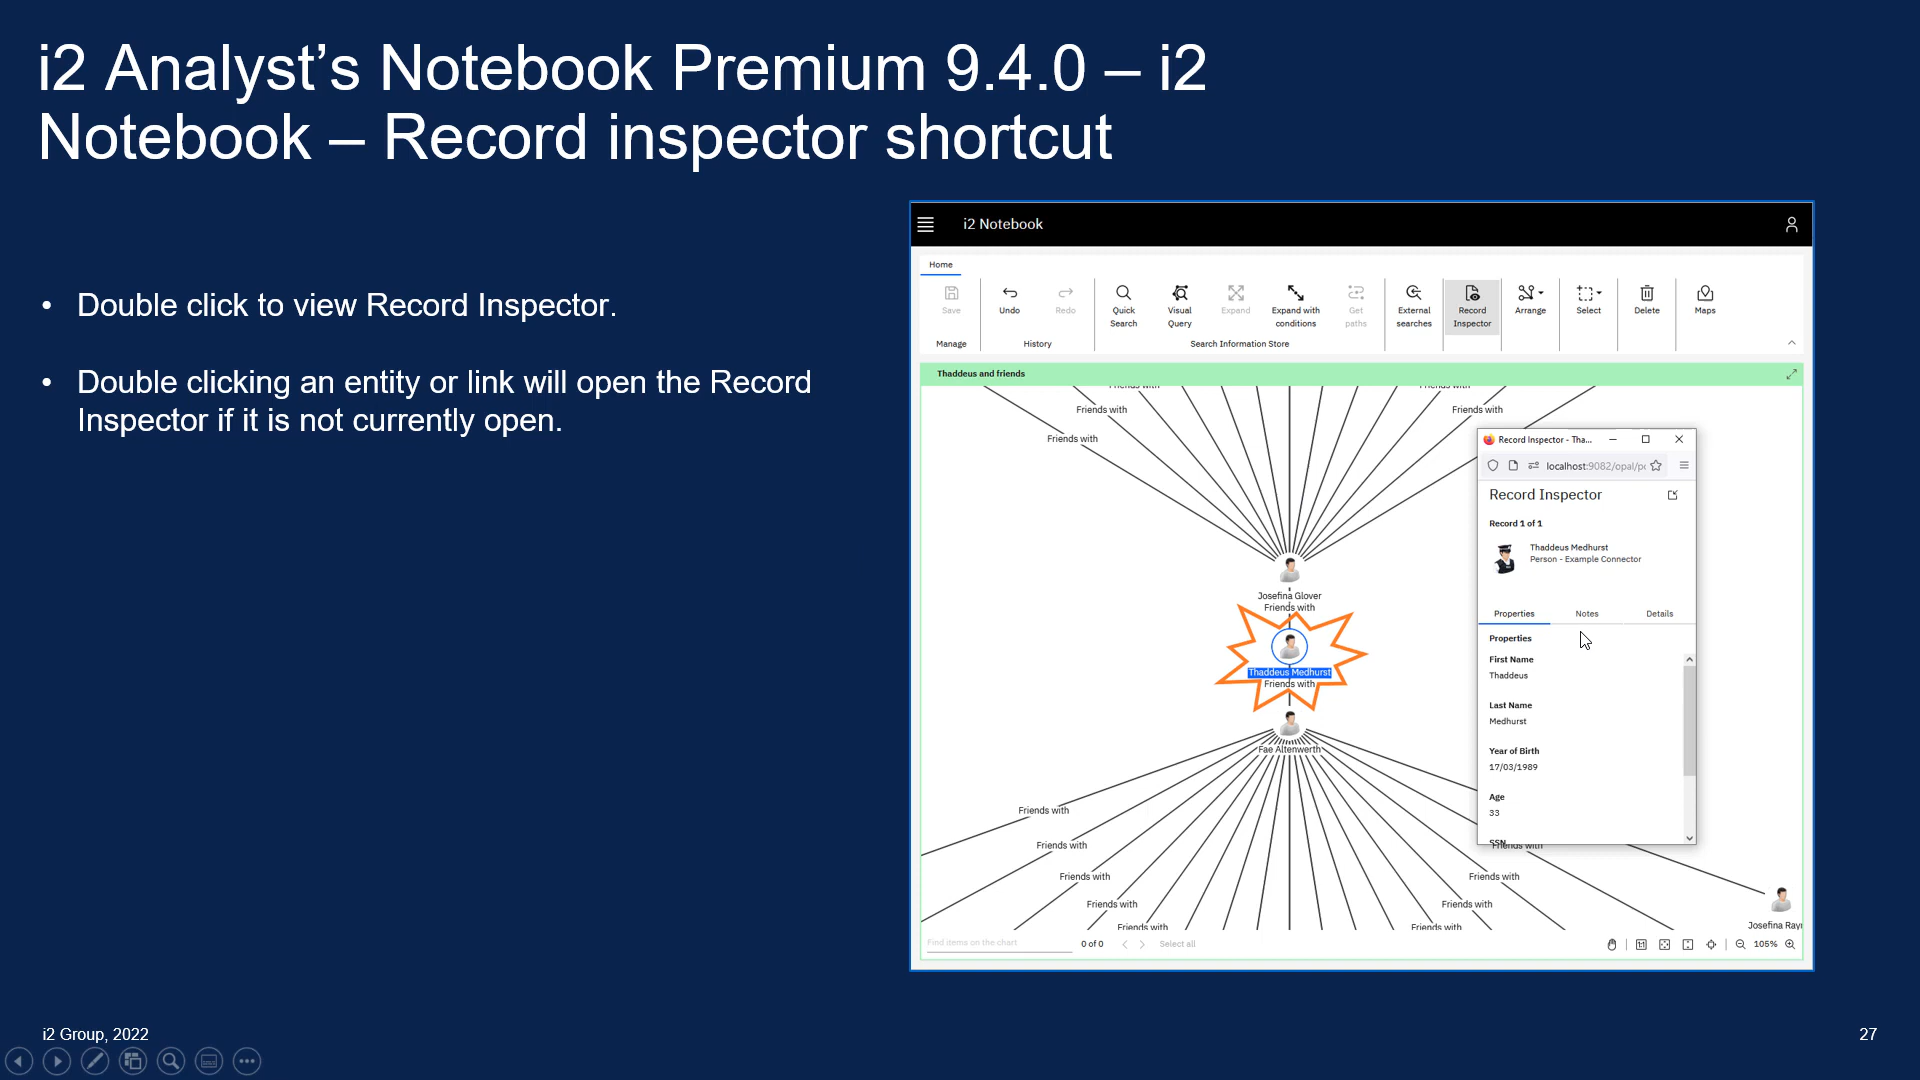 i2 Analyst’s Notebook Premium 9.4.0 – i2
Notebook – Record inspector shortcut
• Double click to view Record Inspector.
• Double clicking an entity or link will open the Record
Inspector if it is not currently open.
i2 Notebook
Home
Save
Undo
Redo
Quick
Search
Visual
Query
Expand
Expand with
conditions
Get
paths
External
searches
Record
Inspector
Arrange
Select
Delete
Maps
Manage
History
Search Information Store
Thaddeus and friends
Friends with
Friends with
Friends with
Friends with
Friends with
Josefina Glover
Friends with
Thaddeus Medhurst
Friends with
Fae Altenwerth
Friends with
Friends with
Friends with
Friends with
Friends with
Friends with
Friends with
Friends with
Friends with
Josefina Ray
Record Inspector - Tha...
localhost:9082/opal/p
Record Inspector
Record 1 of 1
Thaddeus Medhurst
Person - Example Connector
Properties
Notes
Details
Properties
First Name
Thaddeus
Last Name
Medhurst
Year of Birth
17/03/1989
Age
33
SSN
Find items on the chart
0 of 0
Select all
105%
i2 Group, 2022
27